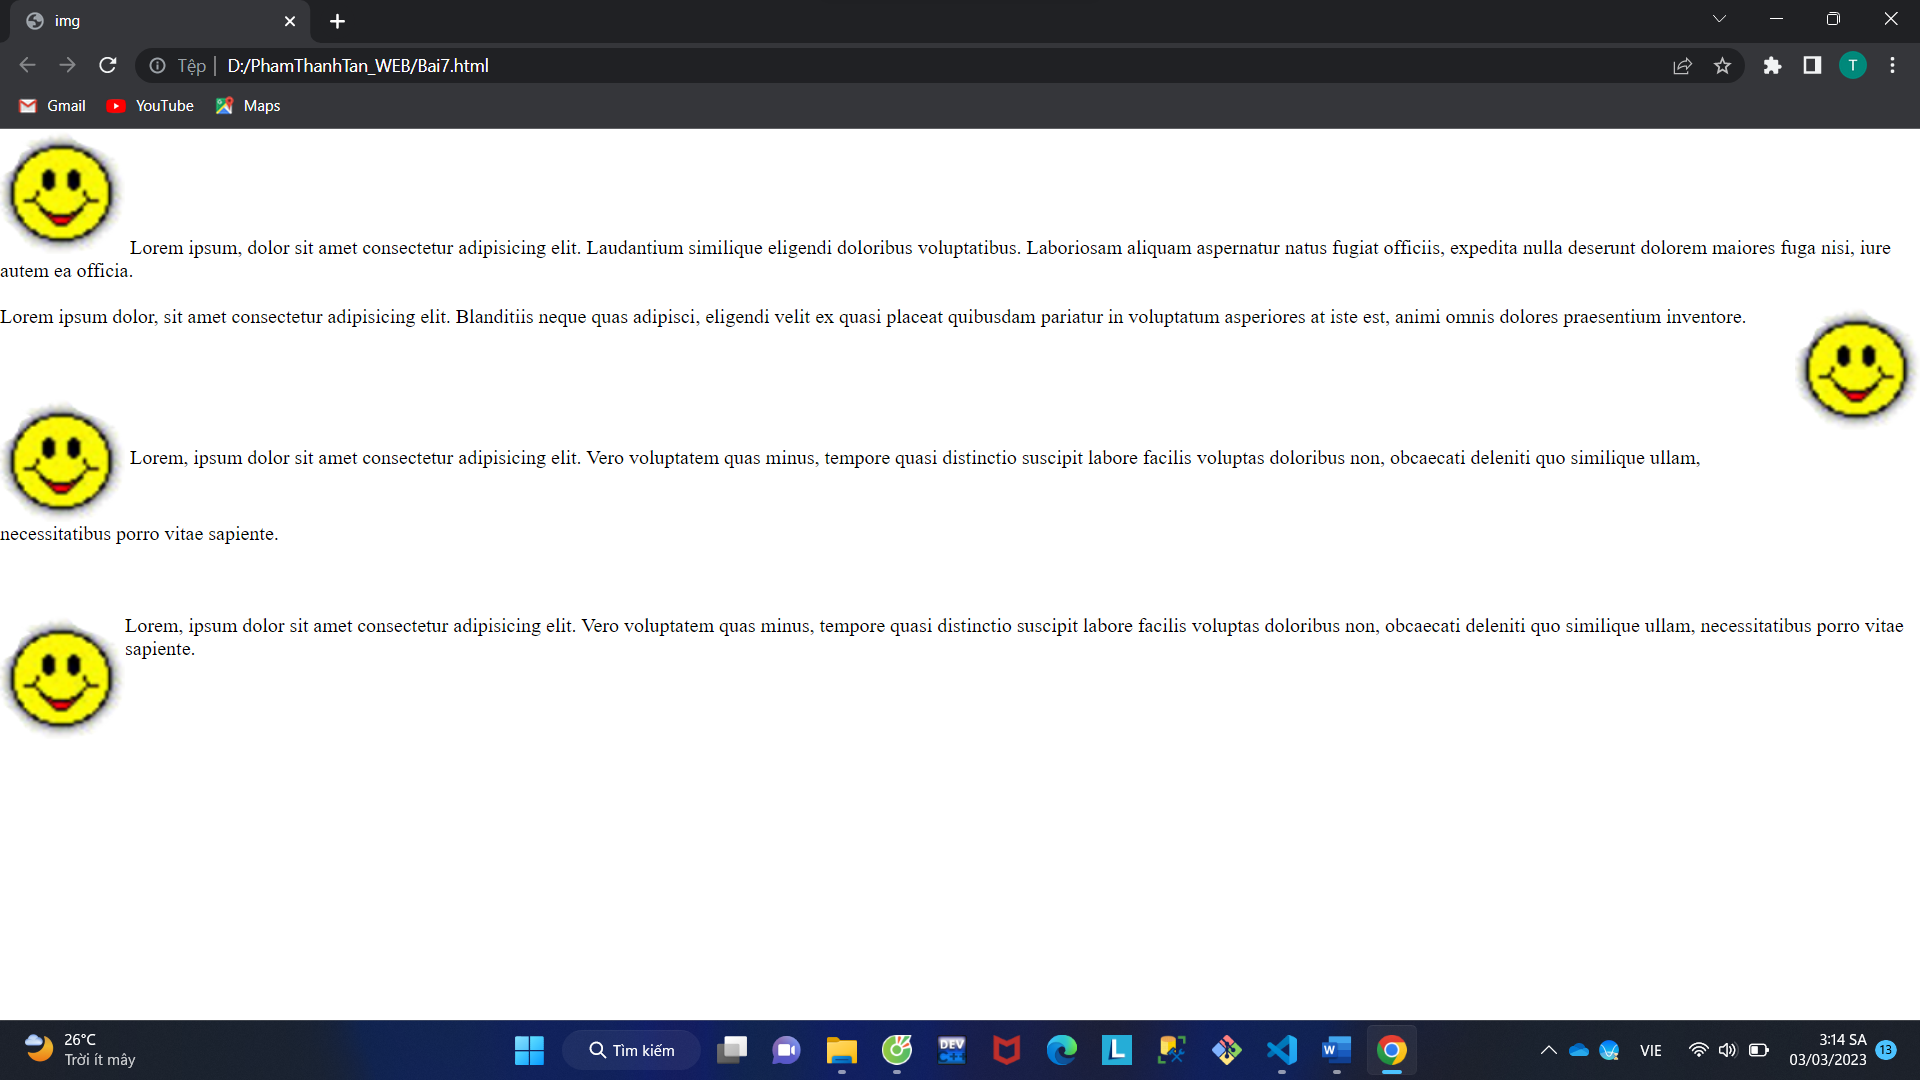 img
Tệp | D:/PhamThanhTan_WEB/Bai7.html
T
Gmail YouTube Maps
Lorem ipsum, dolor sit amet consectetur adipisicing elit. Laudantium similique eligendi doloribus voluptatibus. Laboriosam aliquam aspernatur natus fugiat officiis, expedita nulla deserunt dolorem maiores fuga nisi, iure
autem ea officia.
Lorem ipsum dolor, sit amet consectetur adipisicing elit. Blanditiis neque quas adipisci, eligendi velit ex quasi placeat quibusdam pariatur in voluptatum asperiores at iste est, animi omnis dolores praesentium inventore.
Lorem, ipsum dolor sit amet consectetur adipisicing elit. Vero voluptatem quas minus, tempore quasi distinctio suscipit labore facilis voluptas doloribus non, obcaecati deleniti quo similique ullam,
necessitatibus porro vitae sapiente.
Lorem, ipsum dolor sit amet consectetur adipisicing elit. Vero voluptatem quas minus, tempore quasi distinctio suscipit labore facilis voluptas doloribus non, obcaecati deleniti quo similique ullam, necessitatibus porro vitae
sapiente.
26°C
Trời ít mây
Tìm kiếm
DEV
C++
L
W
VIE
3:14 SA
03/03/2023
13